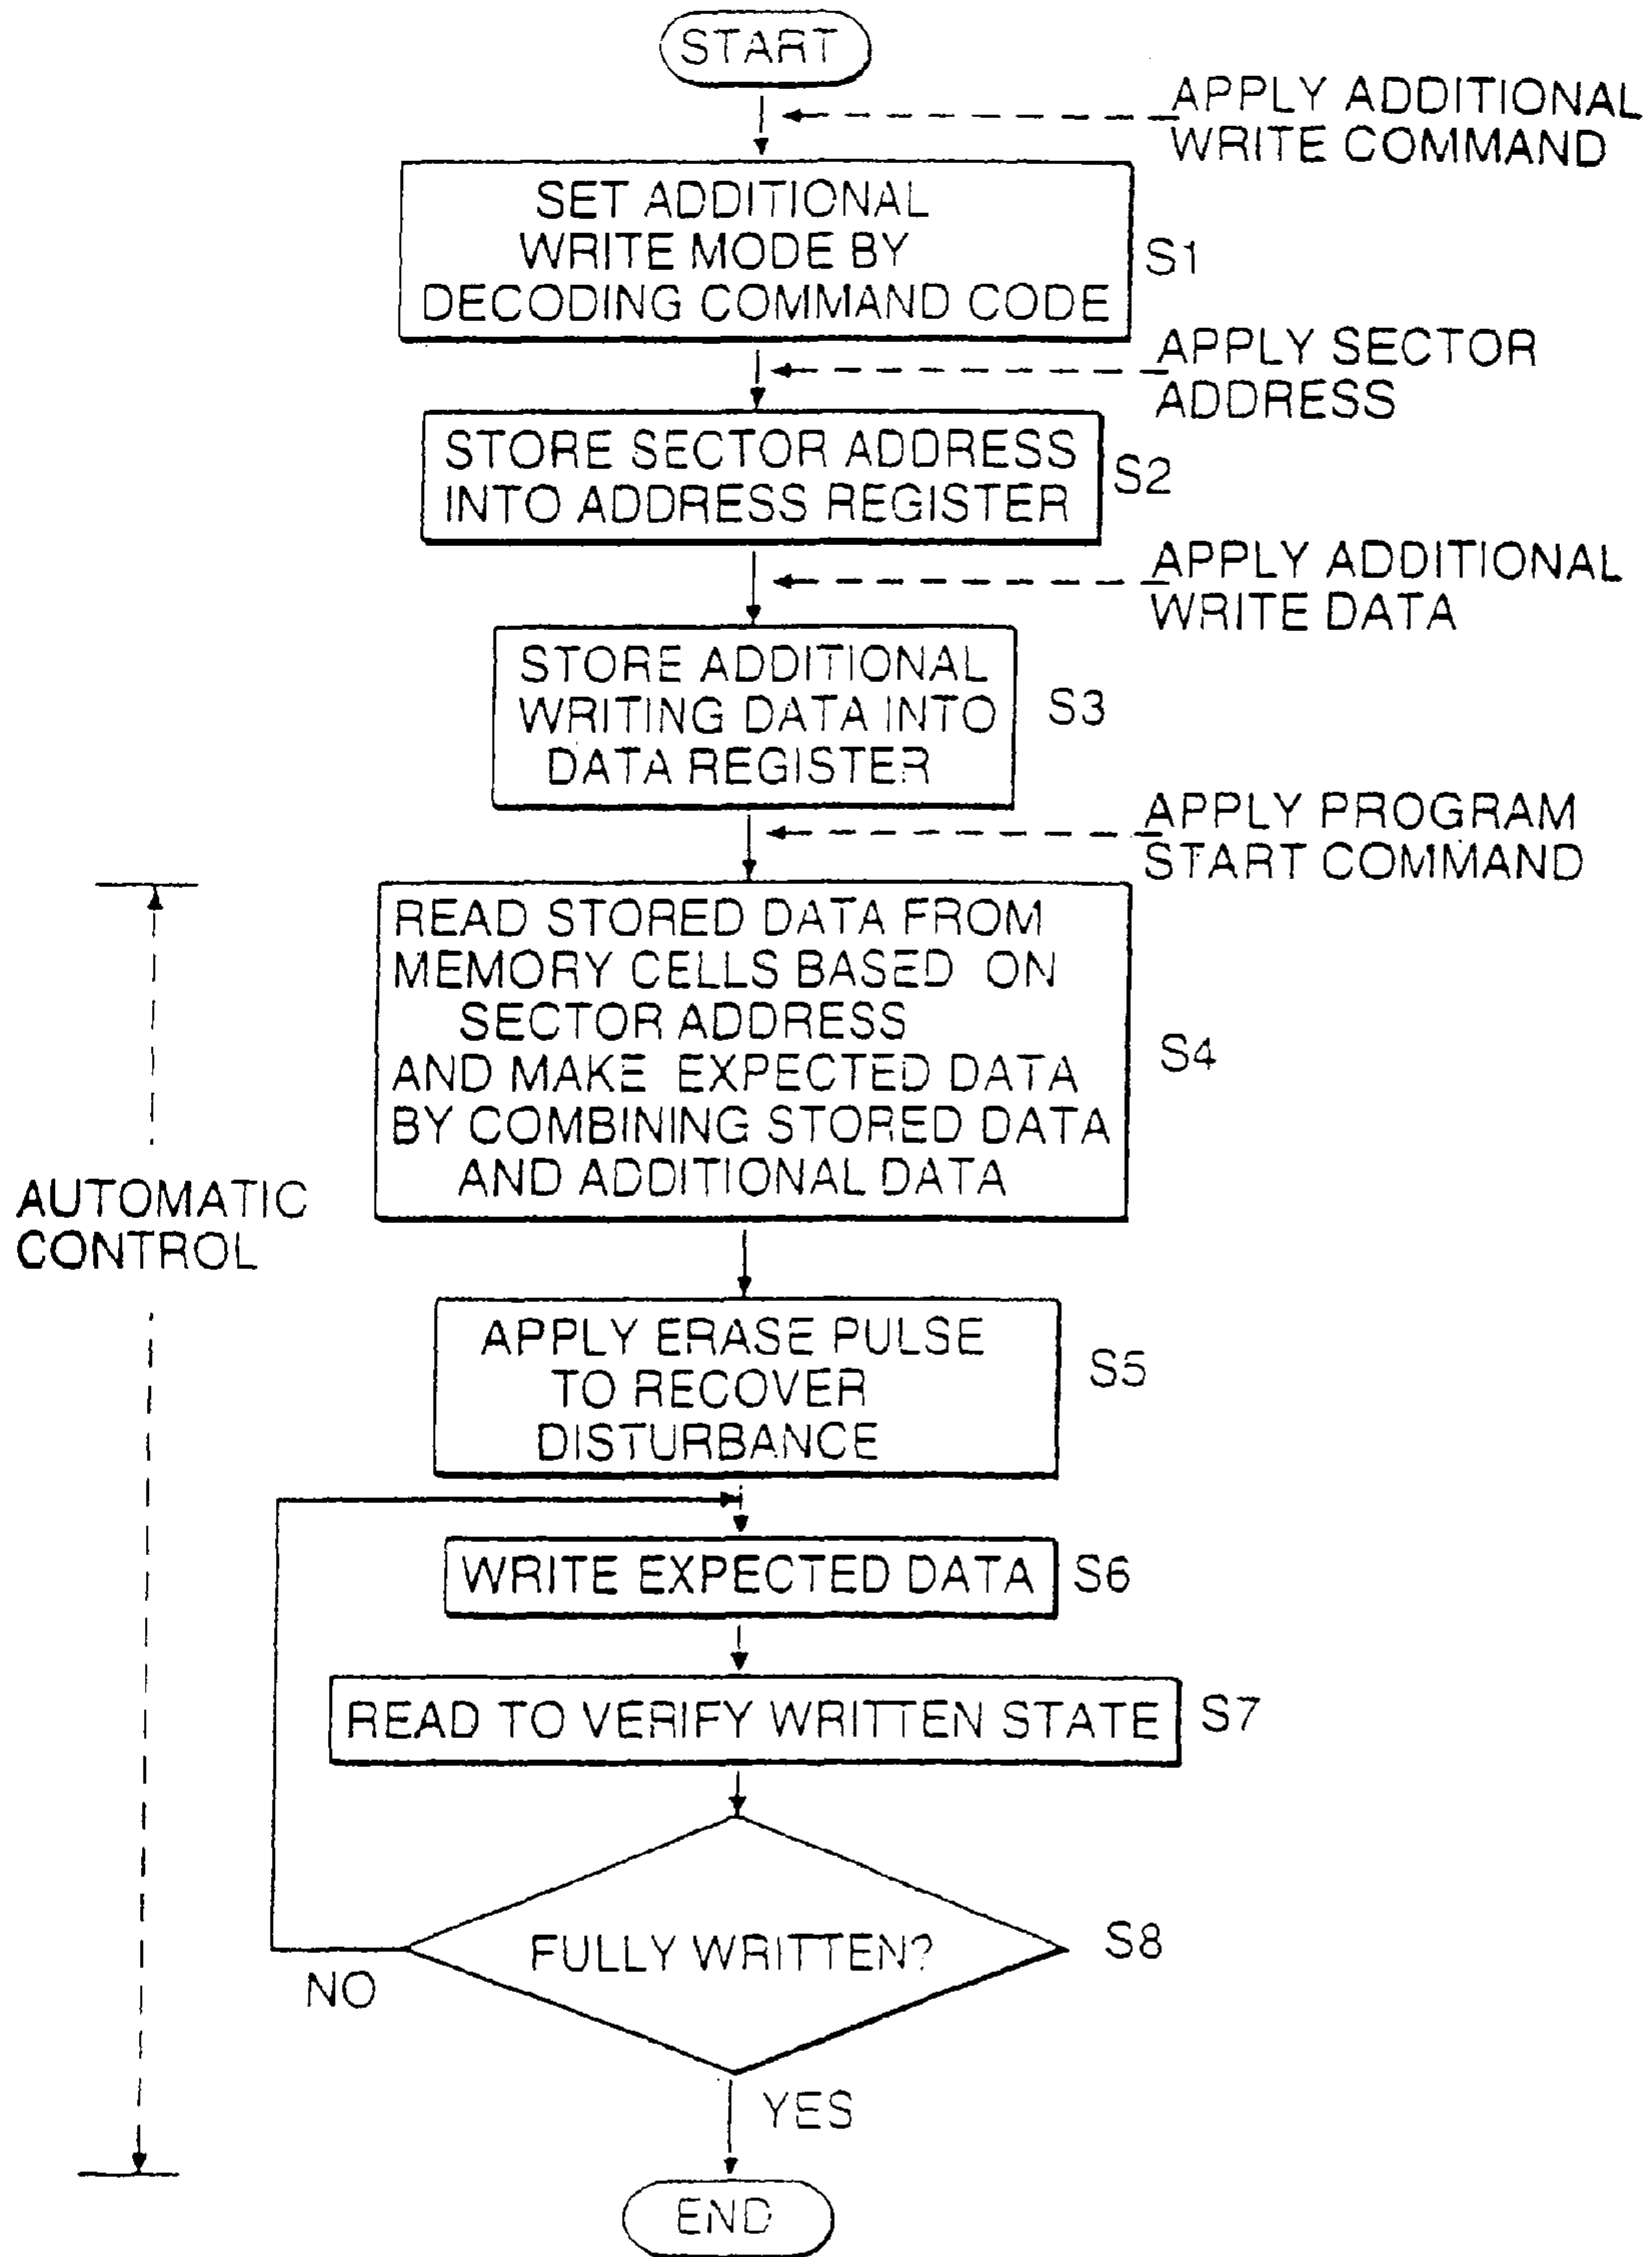 START
APPLY ADDITIONAL
WRITE COMMAND
SET ADDITIONAL
WRITE MODE BY
DECODING COMMAND CODE
S1
APPLY SECTOR
ADDRESS
STORE SECTOR ADDRESS
INTO ADDRESS REGISTER
S2
APPLY ADDITIONAL
WRITE DATA
STORE ADDITIONAL
WRITING DATA INTO
DATA REGISTER
S3
APPLY PROGRAM
START COMMAND
READ STORED DATA FROM
MEMORY CELLS BASED ON
SECTOR ADDRESS
AND MAKE EXPECTED DATA
BY COMBINING STORED DATA
AND ADDITIONAL DATA
S4
AUTOMATIC
CONTROL
APPLY ERASE PULSE
TO RECOVER
DISTURBANCE
S5
WRITE EXPECTED DATA
S6
READ TO VERIFY WRITTEN STATE
S7
FULLY WRITTEN?
S8
NO
YES
END